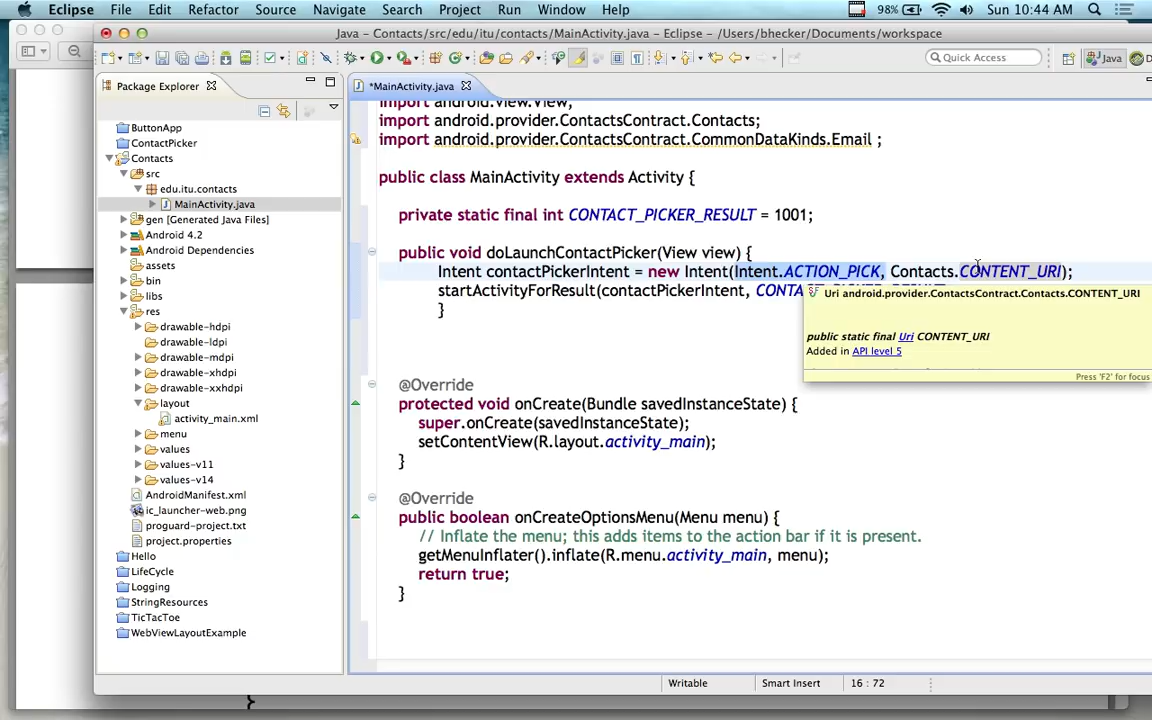 Eclipse File Edit Refactor Source Navigate Search Project Run Window Help 98% Sun 10:44 AM
Java – Contacts/src/edu/itu/contacts/MainActivity.java – Eclipse – /Users/bhecker/Documents/workspace
Quick Access
Java
Package Explorer
*MainActivity.java
ButtonApp
ContactPicker
Contacts
src
edu.itu.contacts
MainActivity.java
gen [Generated Java Files]
Android 4.2
Android Dependencies
assets
bin
libs
res
drawable-hdpi
drawable-ldpi
drawable-mdpi
drawable-xhdpi
drawable-xxhdpi
layout
activity_main.xml
menu
values
values-v11
values-v14
AndroidManifest.xml
ic_launcher-web.png
proguard-project.txt
project.properties
Hello
LifeCycle
Logging
StringResources
TicTacToe
WebViewLayoutExample
import android.view.View;
import android.provider.ContactsContract.Contacts;
import android.provider.ContactsContract.CommonDataKinds.Email ;
public class MainActivity extends Activity {
private static final int CONTACT_PICKER_RESULT = 1001;
public void doLaunchContactPicker(View view) {
Intent contactPickerIntent = new Intent(Intent.ACTION_PICK, Contacts.CONTENT_URI);
startActivityForResult(contactPickerIntent,
}
Uri android.provider.ContactsContract.Contacts.CONTENT_URI
public static final Uri CONTENT_URI
Added in API level 5
Press 'F2' for focus
@Override
protected void onCreate(Bundle savedInstanceState) {
super.onCreate(savedInstanceState);
setContentView(R.layout.activity_main);
}
@Override
public boolean onCreateOptionsMenu(Menu menu) {
// Inflate the menu; this adds items to the action bar if it is present.
getMenuInflater().inflate(R.menu.activity_main, menu);
return true;
}
Writable Smart Insert 16 : 72
}